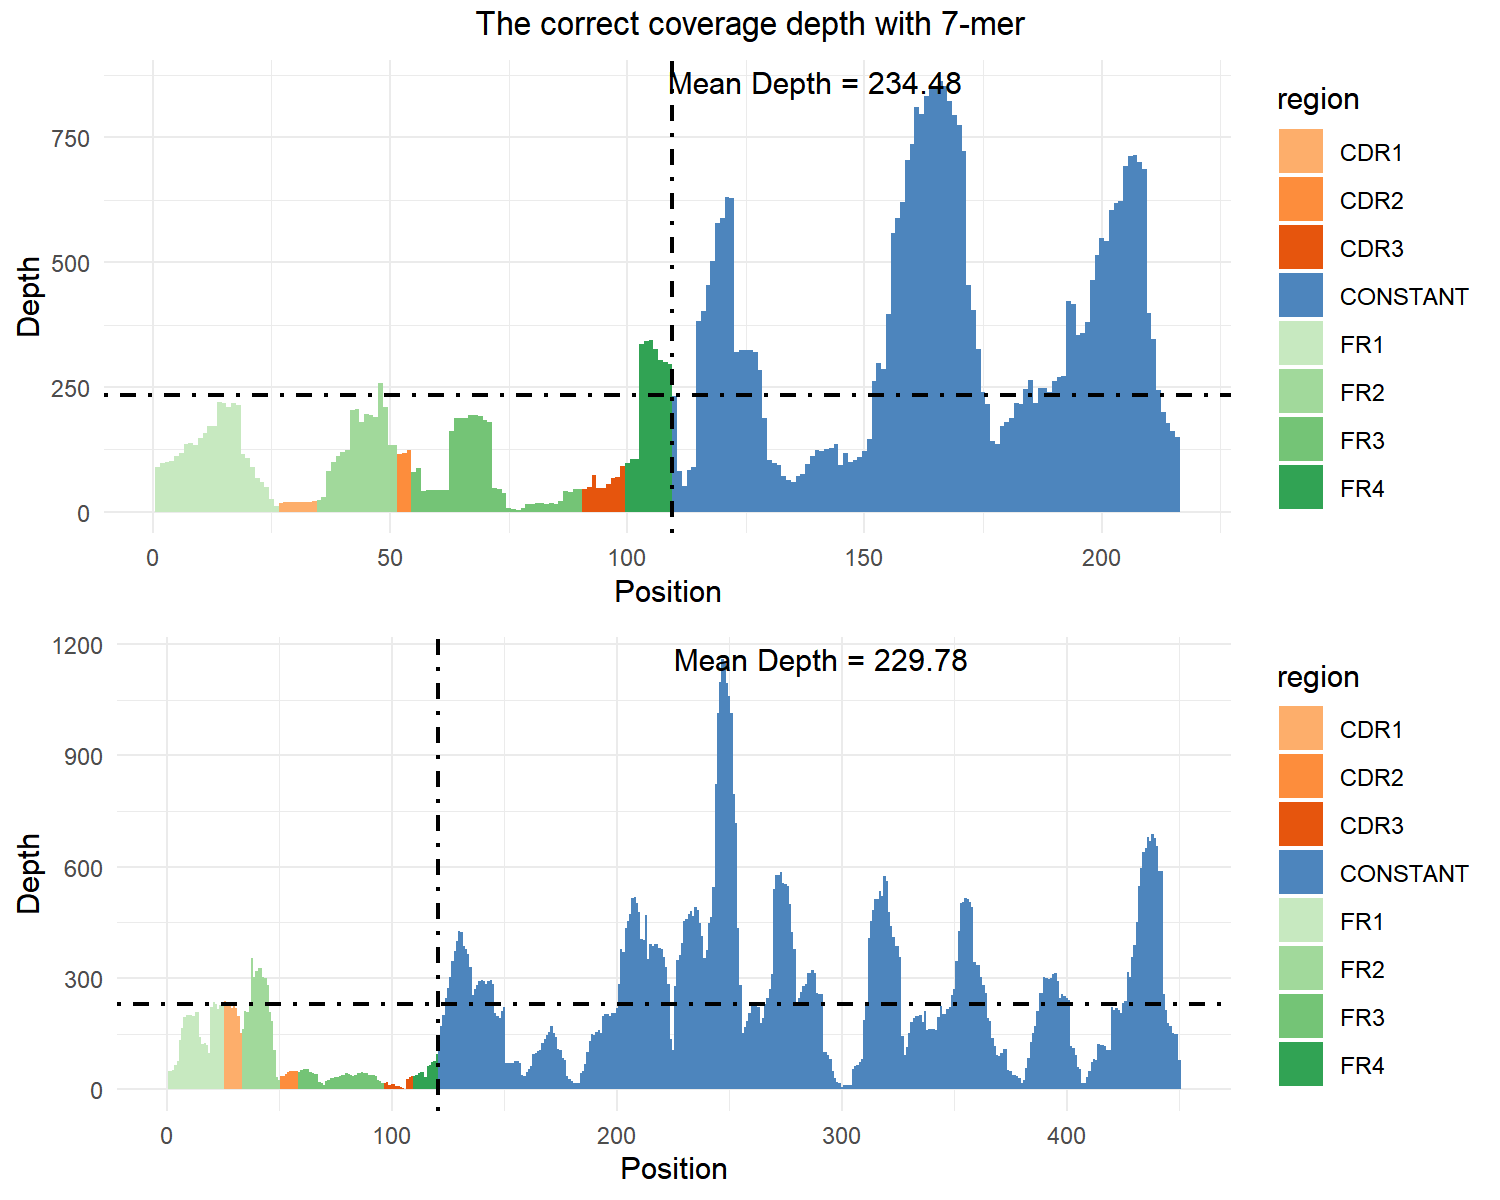 The correct coverage depth with 7-mer
Mean Depth = 234.48
Depth
750
500
250
0
0 50 100 150 200
Position
region
CDR1
CDR2
CDR3
CONSTANT
FR1
FR2
FR3
FR4
Mean Depth = 229.78
Depth
1200
900
600
300
0
0 100 200 300 400
Position
region
CDR1
CDR2
CDR3
CONSTANT
FR1
FR2
FR3
FR4